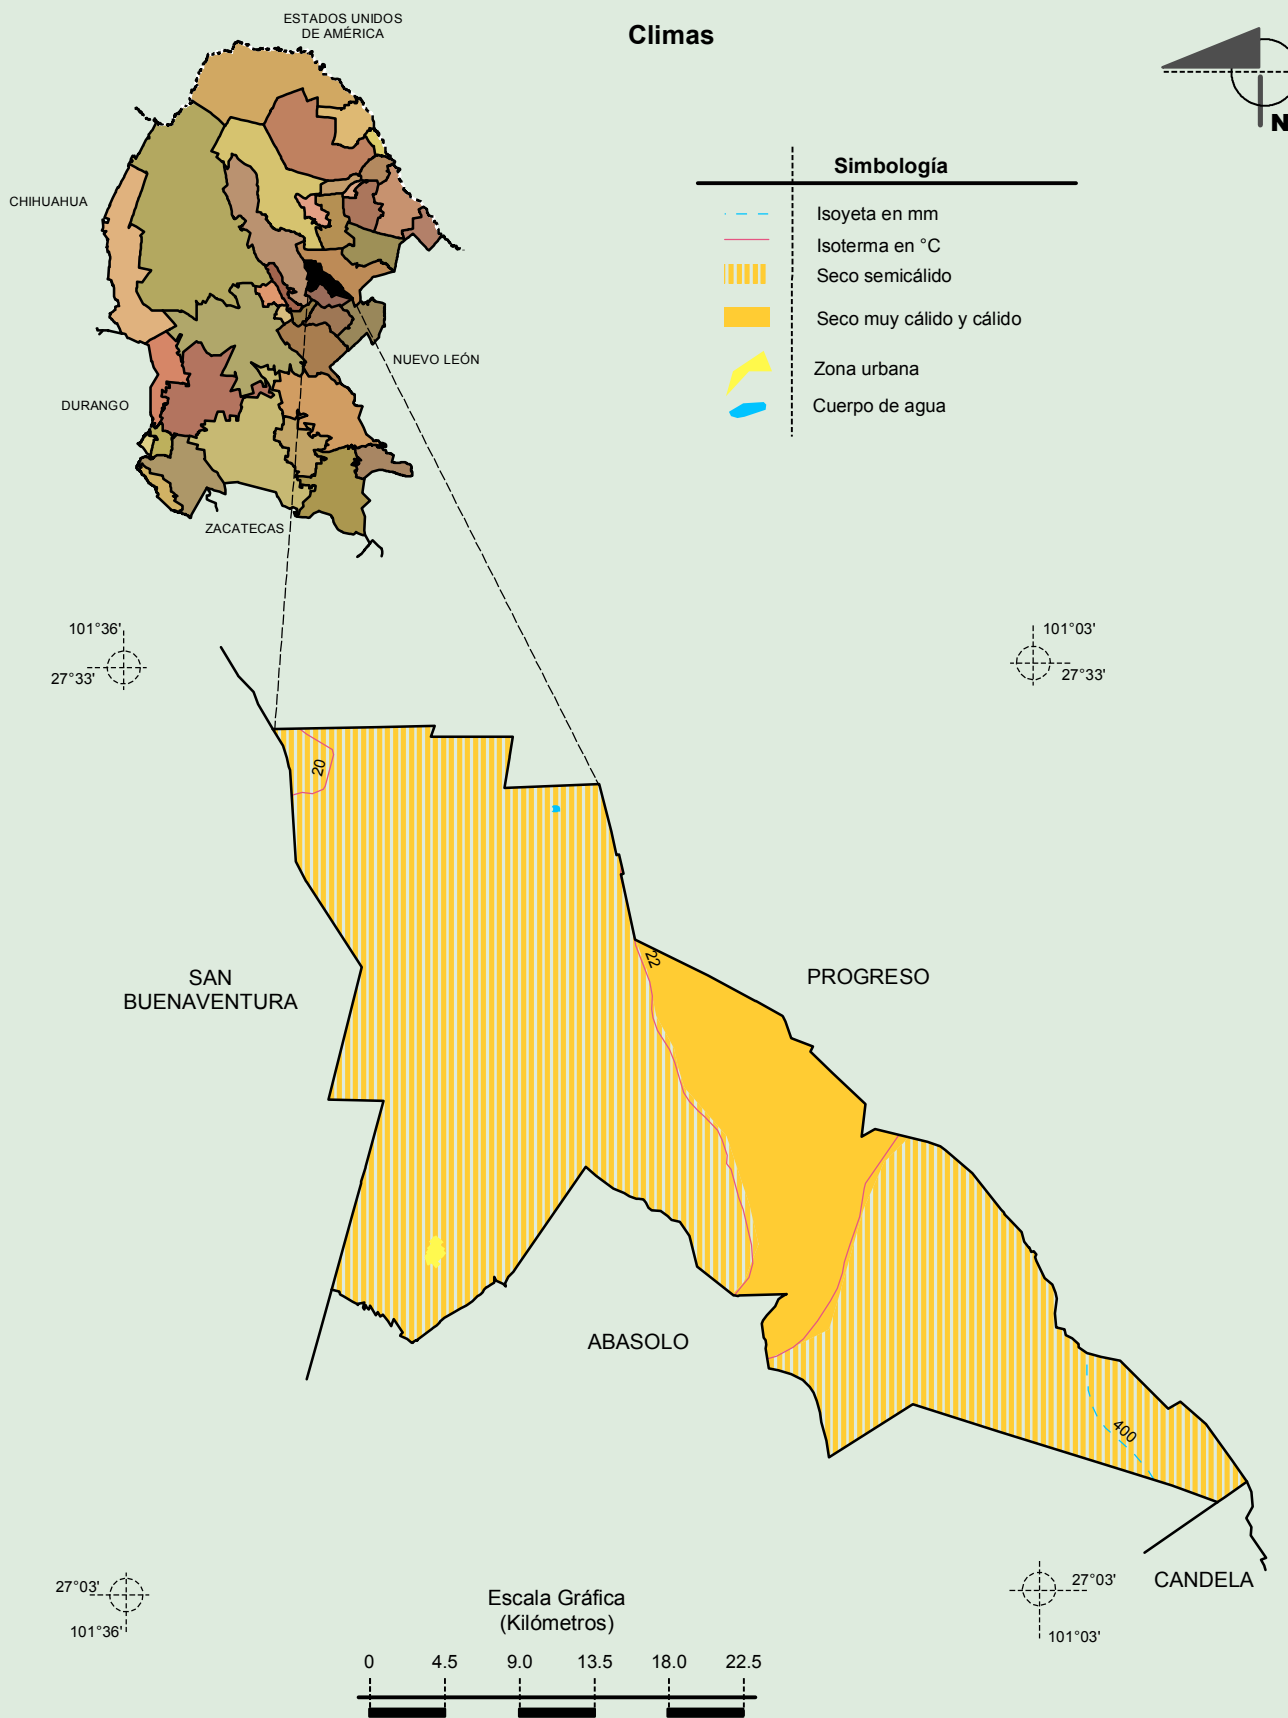 ESTADOS UNIDOS
DE AMÉRICA
Climas
N
CHIHUAHUA
Simbología
Isoyeta en mm
Isoterma en °C
Seco semicálido
Seco muy cálido y cálido
Zona urbana
Cuerpo de agua
NUEVO LEÓN
DURANGO
ZACATECAS
101°36'
27°33'
101°03'
27°33'
20
22
SAN
BUENAVENTURA
PROGRESO
ABASOLO
400
CANDELA
27°03'
101°36'
27°03'
101°03'
Escala Gráfica
(Kilómetros)
0 4.5 9.0 13.5 18.0 22.5